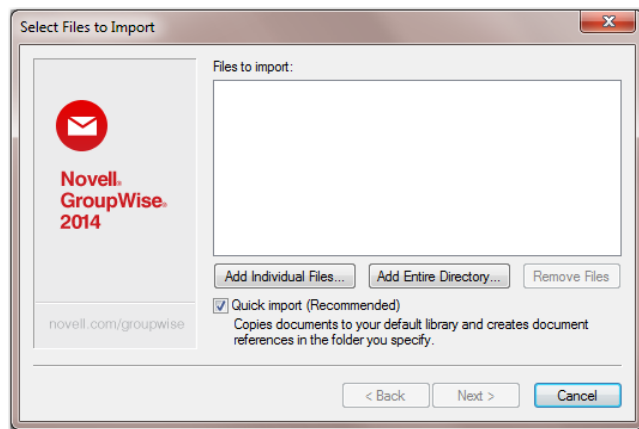 Select Files to Import
Files to import:
Novell®
GroupWise®
2014
Add Individual Files...
Add Entire Directory...
Remove Files
Quick import (Recommended)
novell.com/groupwise
Copies documents to your default library and creates document
references in the folder you specify.
< Back
Next >
Cancel